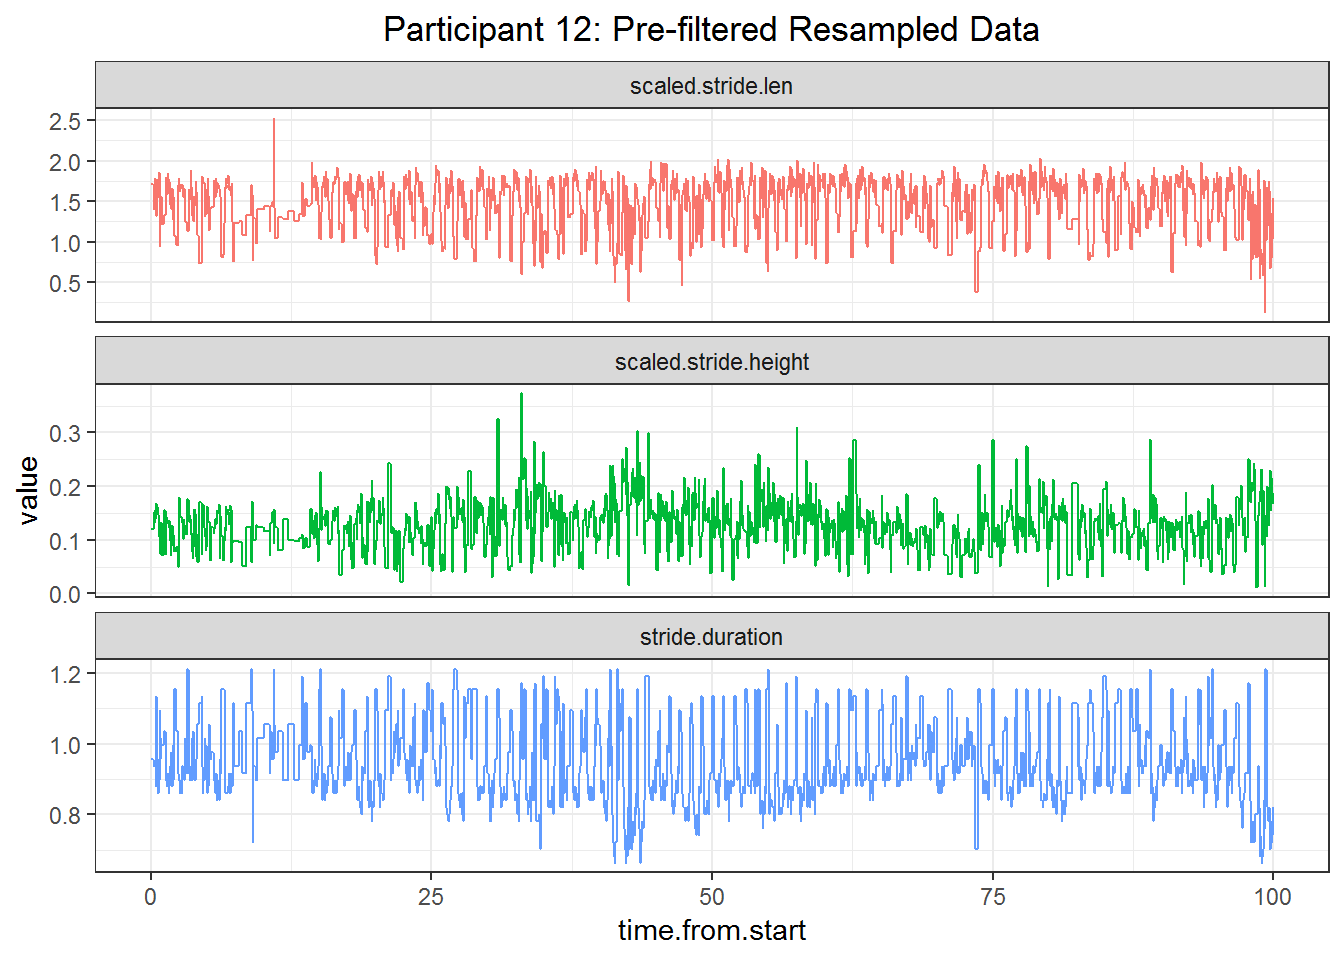 Participant 12: Pre-filtered Resampled Data
scaled.stride.len
2.5
2.0
1.5
1.0
0.5
scaled.stride.height
0.3
0.2
0.1
0.0
value
stride.duration
1.2
1.0
0.8
0 25 50 75 100
time.from.start